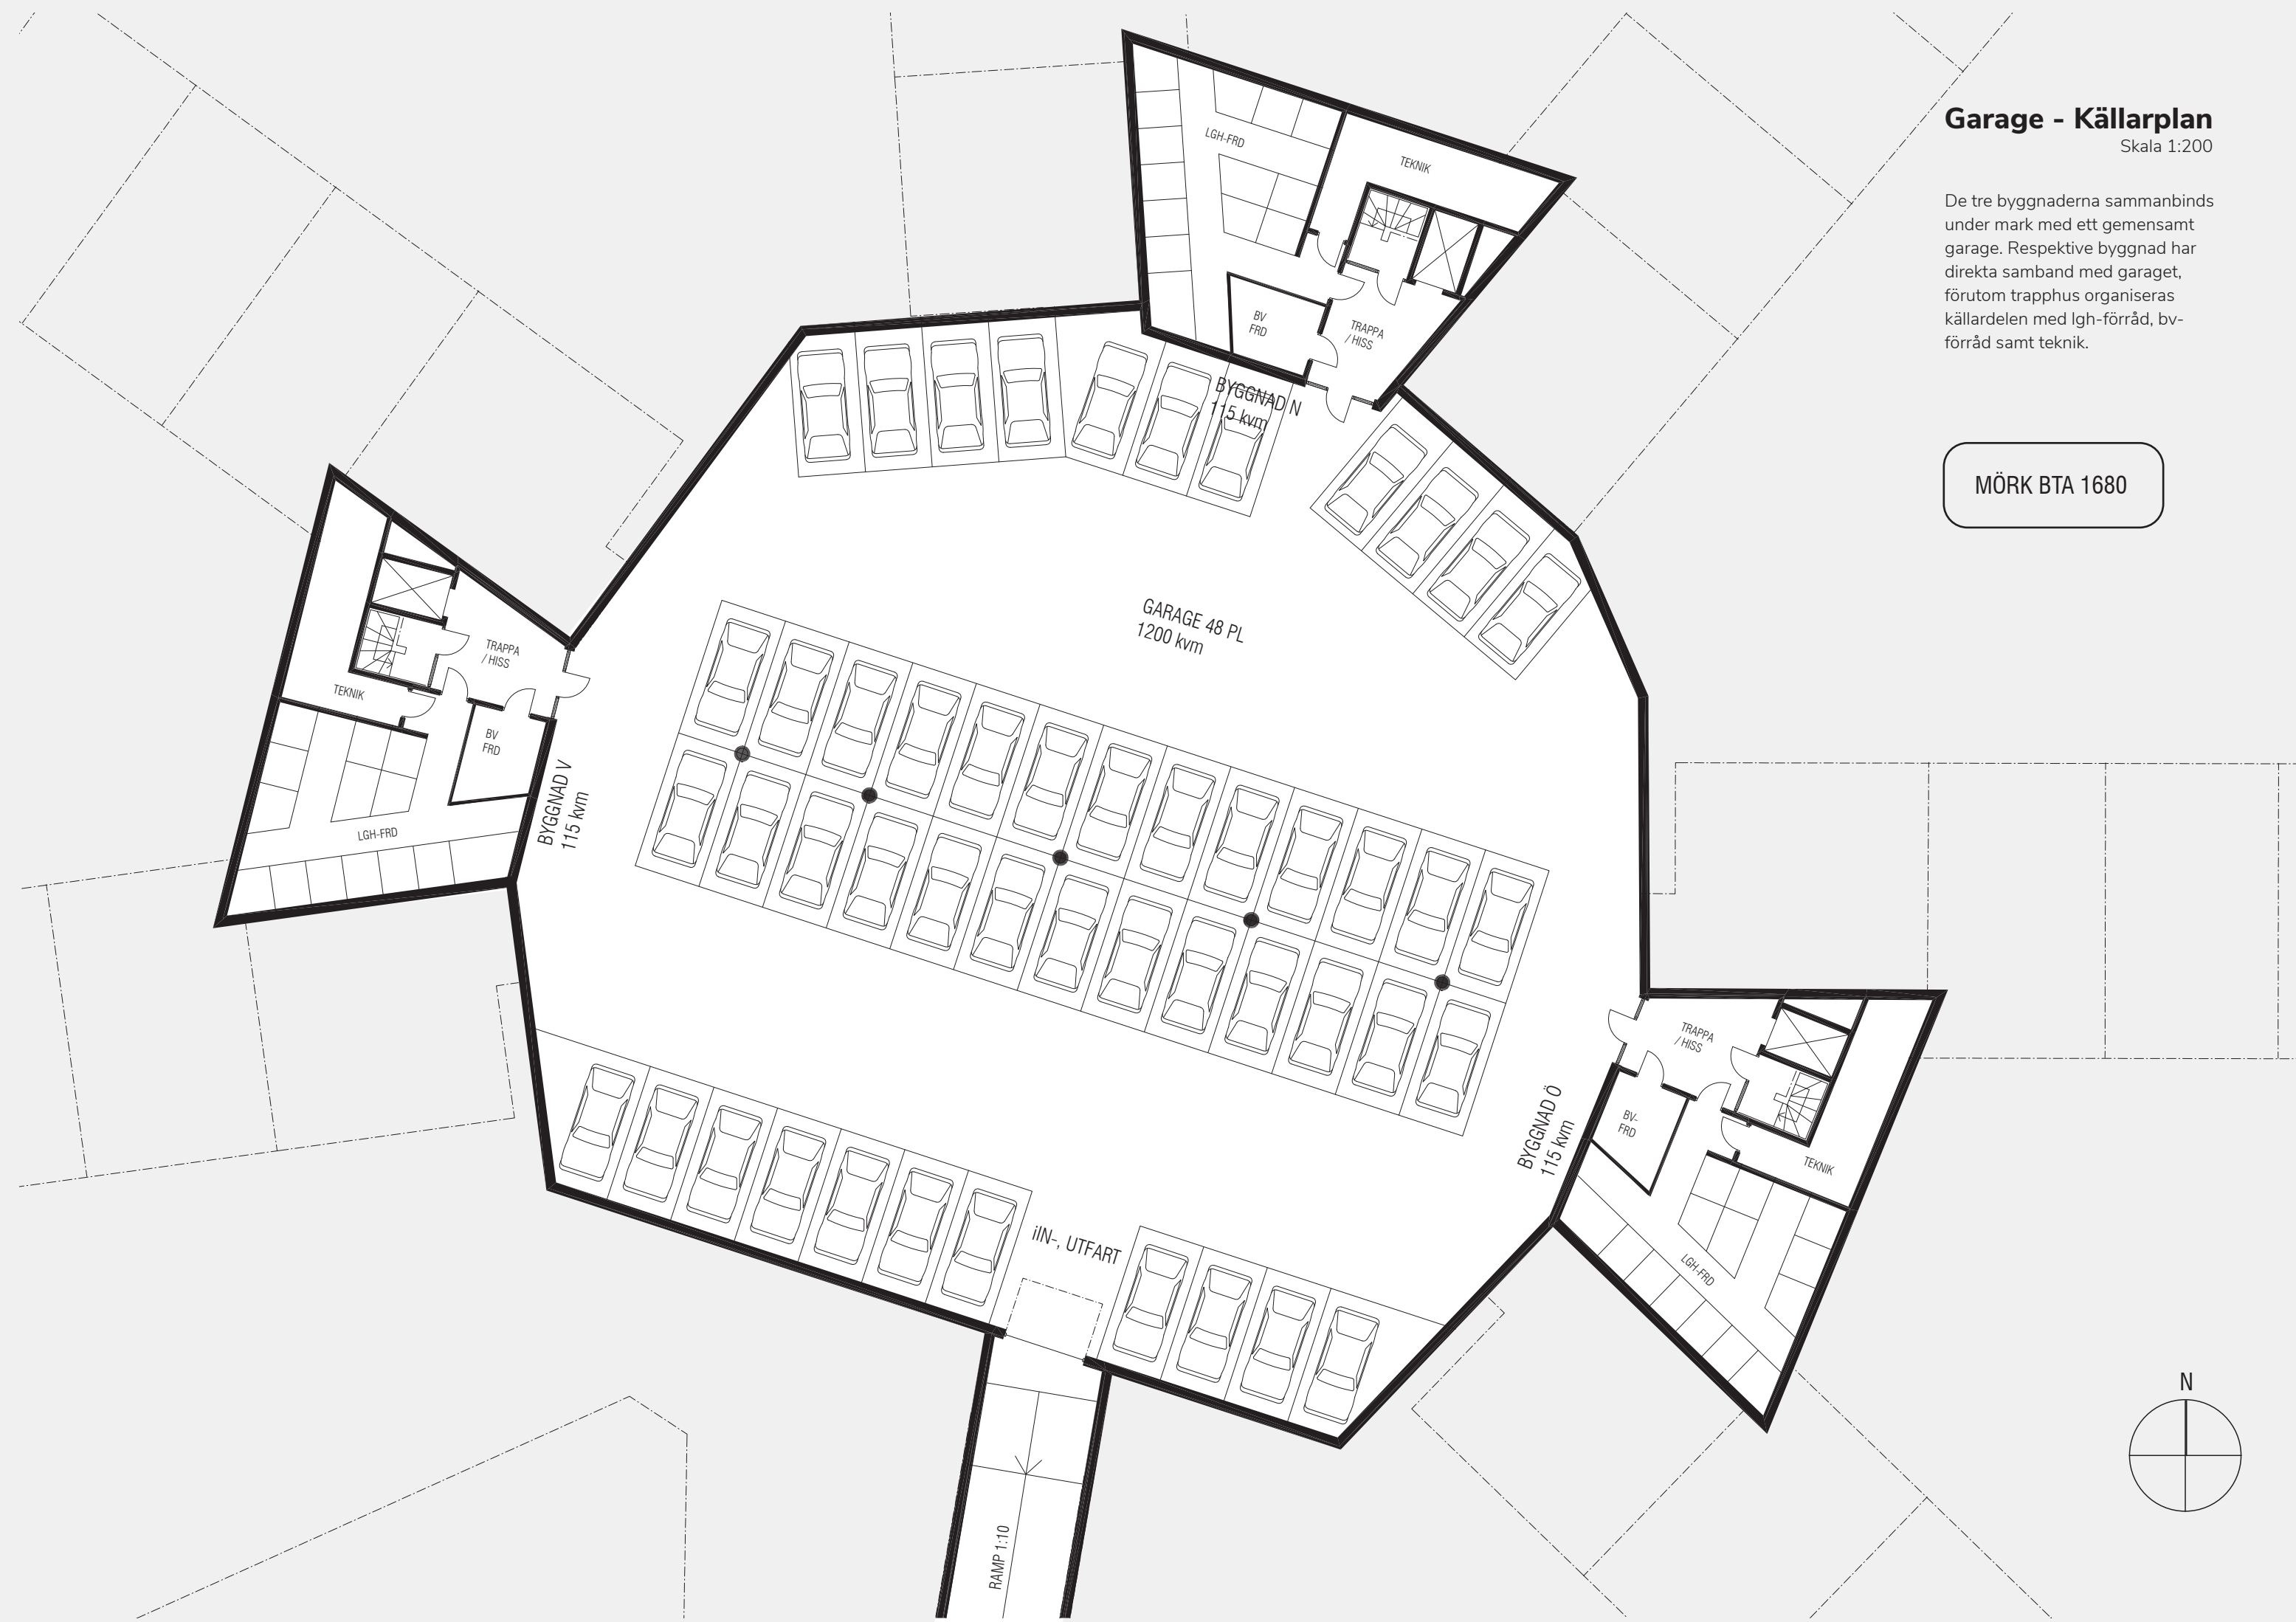 Garage - Källarplan
Skala 1:200
De tre byggnaderna sammanbinds
under mark med ett gemensamt
garage. Respektive byggnad har
direkta samband med garaget,
förutom trapphus organiseras
källardelen med lgh-förråd, bv-
förråd samt teknik.
MÖRK BTA 1680
LGH-FRD
TEKNIK
BV
FRD
TRAPPA
/ HISS
BYGGNAD N
115 kvm
GARAGE 48 PL
1200 kvm
TRAPPA
/ HISS
TEKNIK
BV
FRD
LGH-FRD
BYGGNAD V
115 kvm
TRAPPA
/ HISS
BV-
FRD
TEKNIK
LGH-FRD
BYGGNAD Ö
115 kvm
iIN-, UTFART
RAMP 1:10
N